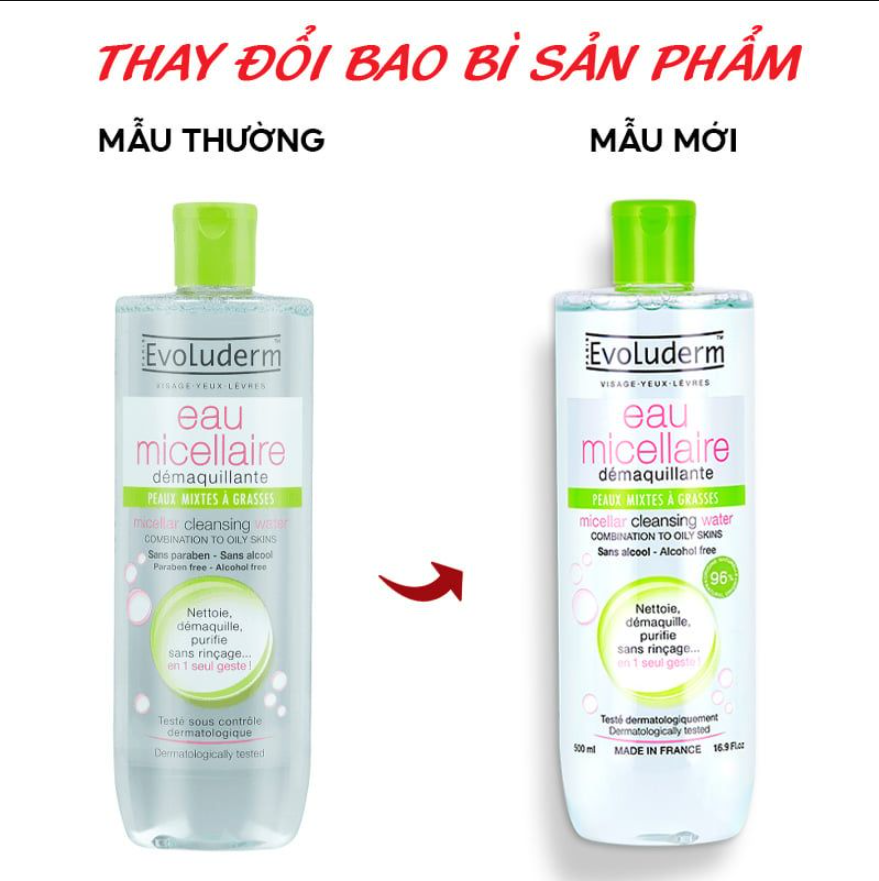 THAY ĐỔI BAO BÌ SẢN PHẨM
MẪU THƯỜNG
MẪU MỚI
PARIS
EvoLuderm™
VISAGE-YEUX-LÈVRES
eau
micellaire
démaquillante
PEAUX MIXTES À GRASSES
micellar cleansing water
COMBINATION TO OILY SKINS
Sans paraben - Sans alcool
Paraben free - Alcohol free
Nettoie,
démaquille,
purifie
sans rinçage...
en 1 seul geste !
Testé sous contrôle
dermatologique
Dermatologically tested
PARIS
EvoLuderm™
VISAGE-YEUX-LÈVRES
eau
micellaire
démaquillante
PEAUX MIXTES À GRASSES
micellar cleansing water
COMBINATION TO OILY SKINS
Sans alcool - Alcohol free
96%
Nettoie,
démaquille,
purifie
sans rinçage...
en 1 seul geste !
Testé dermatologiquement
Dermatologically tested
500 ml MADE IN FRANCE 16.9 Fl.oz